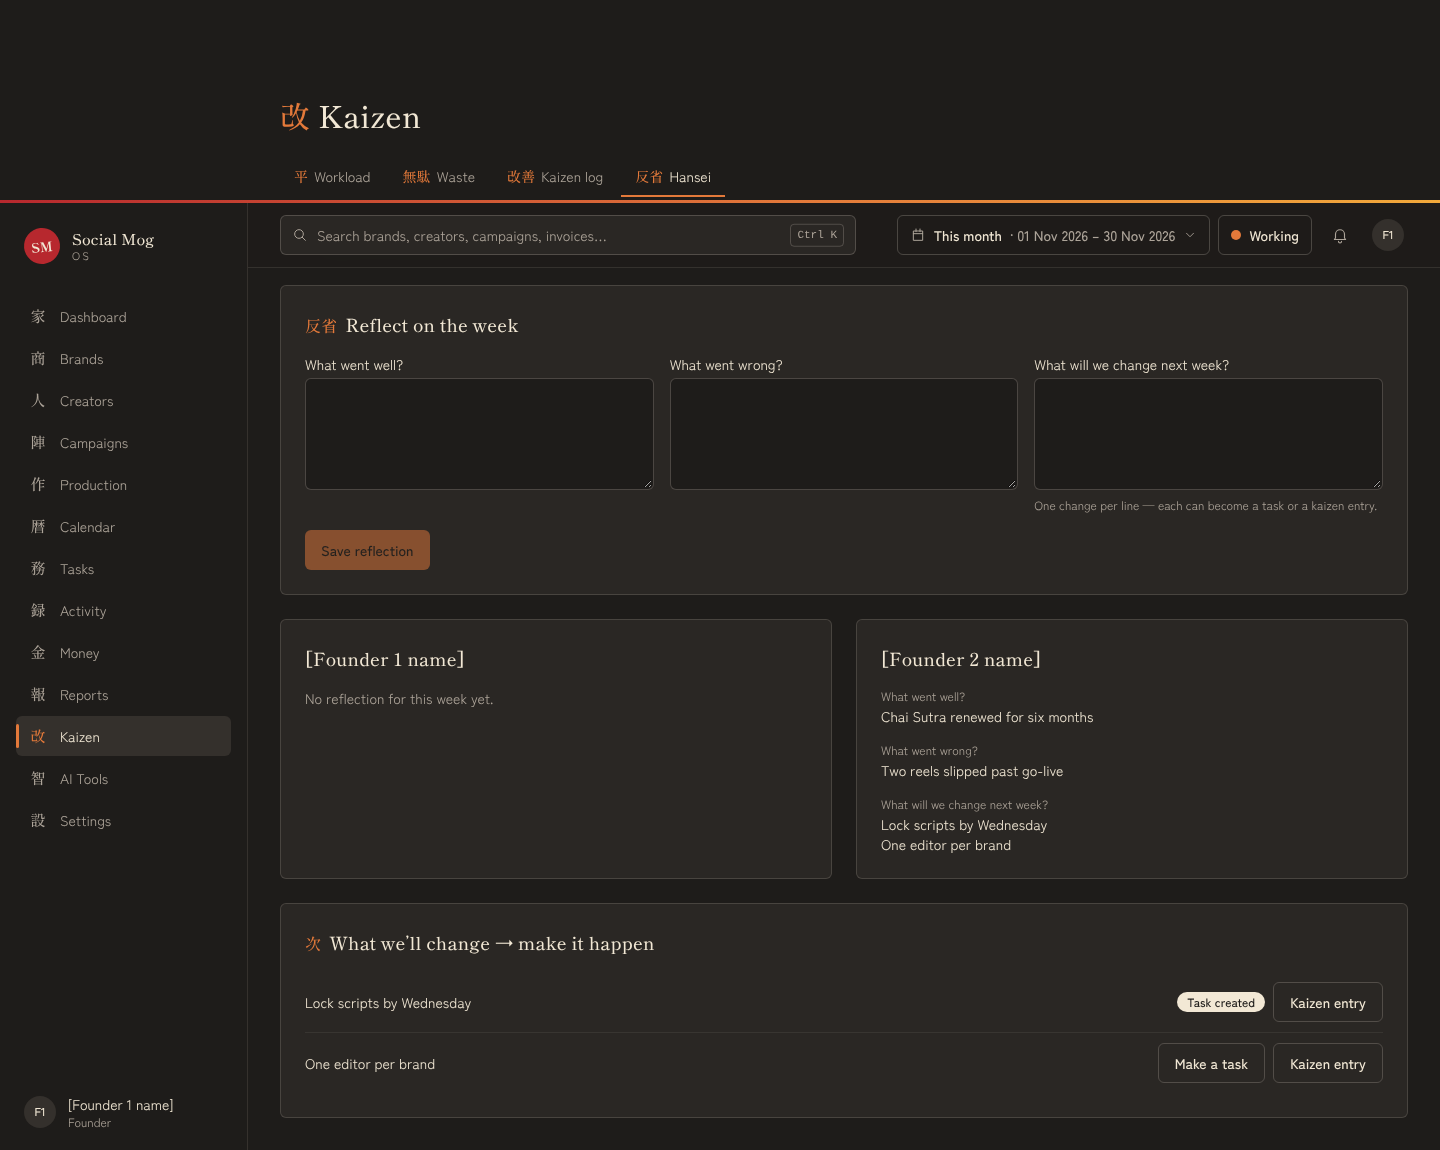 改 Kaizen
平 Workload
無駄 Waste
改善 Kaizen log
反省 Hansei
SM
Social Mog
OS
Search brands, creators, campaigns, invoices…
Ctrl K
This month · 01 Nov 2026 – 30 Nov 2026
Working
F1
家 Dashboard
商 Brands
人 Creators
陣 Campaigns
作 Production
暦 Calendar
務 Tasks
録 Activity
金 Money
報 Reports
改 Kaizen
智 AI Tools
設 Settings
F1
[Founder 1 name]
Founder
反省 Reflect on the week
What went well?
What went wrong?
What will we change next week?
One change per line — each can become a task or a kaizen entry.
Save reflection
[Founder 1 name]
No reflection for this week yet.
[Founder 2 name]
What went well?
Chai Sutra renewed for six months
What went wrong?
Two reels slipped past go-live
What will we change next week?
Lock scripts by Wednesday
One editor per brand
次 What we’ll change → make it happen
Lock scripts by Wednesday
Task created
Kaizen entry
One editor per brand
Make a task
Kaizen entry